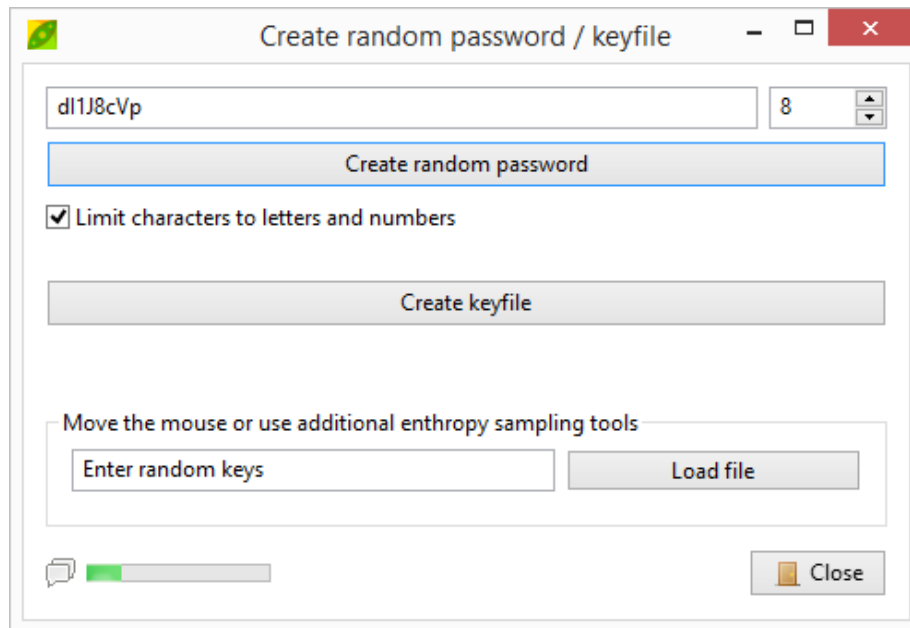 Create random password / keyfile
dI1J8cVp 8
Create random password
Limit characters to letters and numbers
Create keyfile
Move the mouse or use additional enthropy sampling tools
Enter random keys Load file
Close